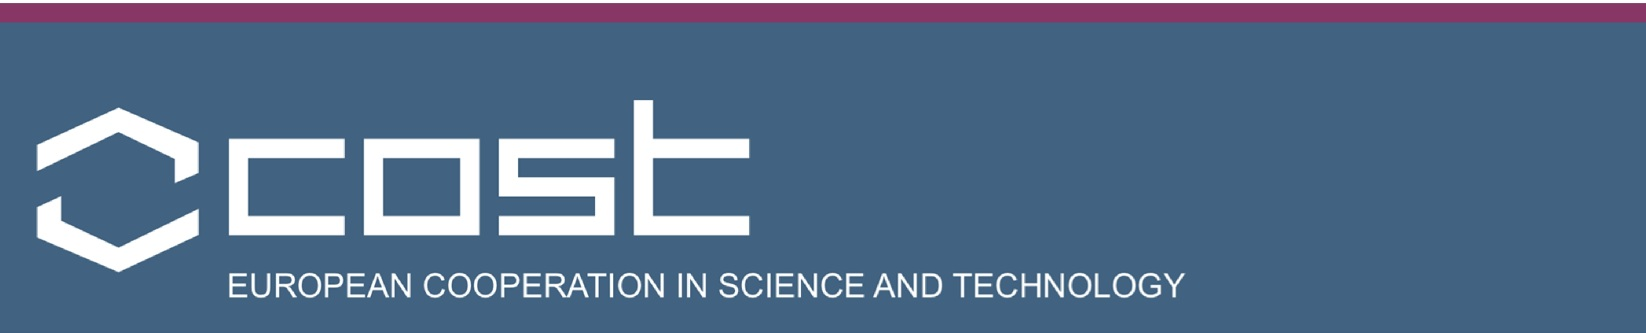 cost
EUROPEAN COOPERATION IN SCIENCE AND TECHNOLOGY